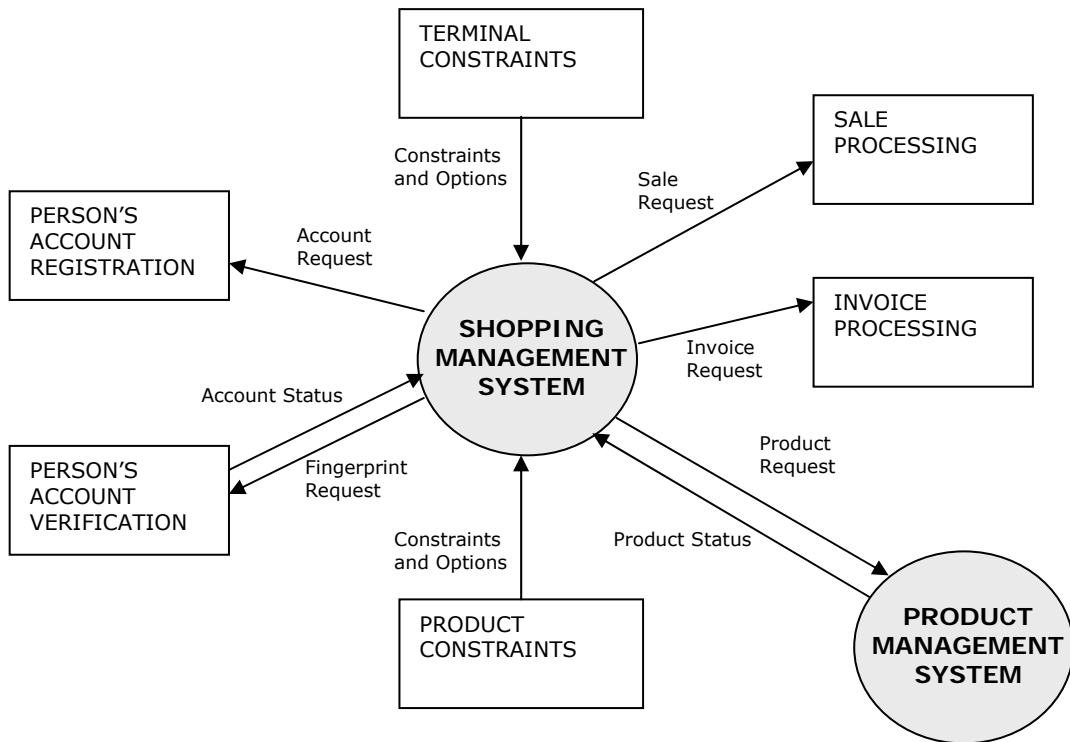 TERMINAL
CONSTRAINTS
SALE
PROCESSING
Constraints
and Options
Sale
Request
PERSON'S
ACCOUNT
REGISTRATION
Account
Request
INVOICE
PROCESSING
SHOPPING
MANAGEMENT
SYSTEM
Invoice
Request
Account Status
PERSON'S
ACCOUNT
VERIFICATION
Fingerprint
Request
Product
Request
Constraints
and Options
Product Status
PRODUCT
CONSTRAINTS
PRODUCT
MANAGEMENT
SYSTEM